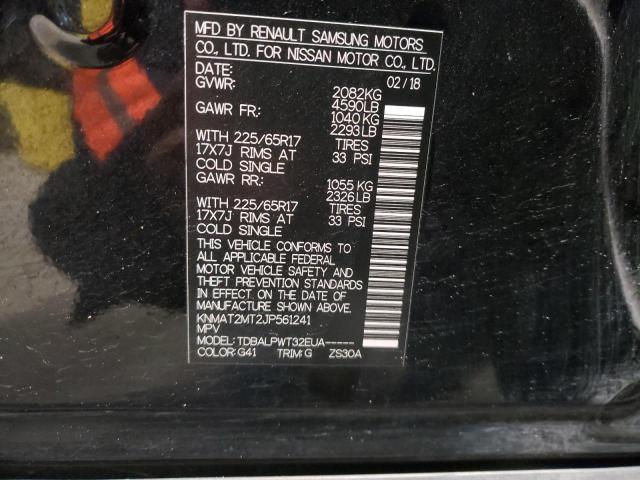 MFD BY RENAULT SAMSUNG MOTORS
CO., LTD. FOR NISSAN MOTOR CO., LTD.
DATE: 02/18
GVWR: 2082KG
4590LB
GAWR FR: 1040 KG
2293LB
WITH 225/65R17 TIRES
17X7J RIMS AT 33 PSI
COLD SINGLE
GAWR RR: 1055 KG
2326LB
WITH 225/65R17 TIRES
17X7J RIMS AT 33 PSI
COLD SINGLE
THIS VEHICLE CONFORMS TO
ALL APPLICABLE FEDERAL
MOTOR VEHICLE SAFETY AND
THEFT PREVENTION STANDARDS
IN EFFECT ON THE DATE OF
MANUFACTURE SHOWN ABOVE.
KNMAT2MT2JP561241
MPV
MODEL: TDBALPWT32EUA-----
COLOR: G41 TRIM: G ZS30A